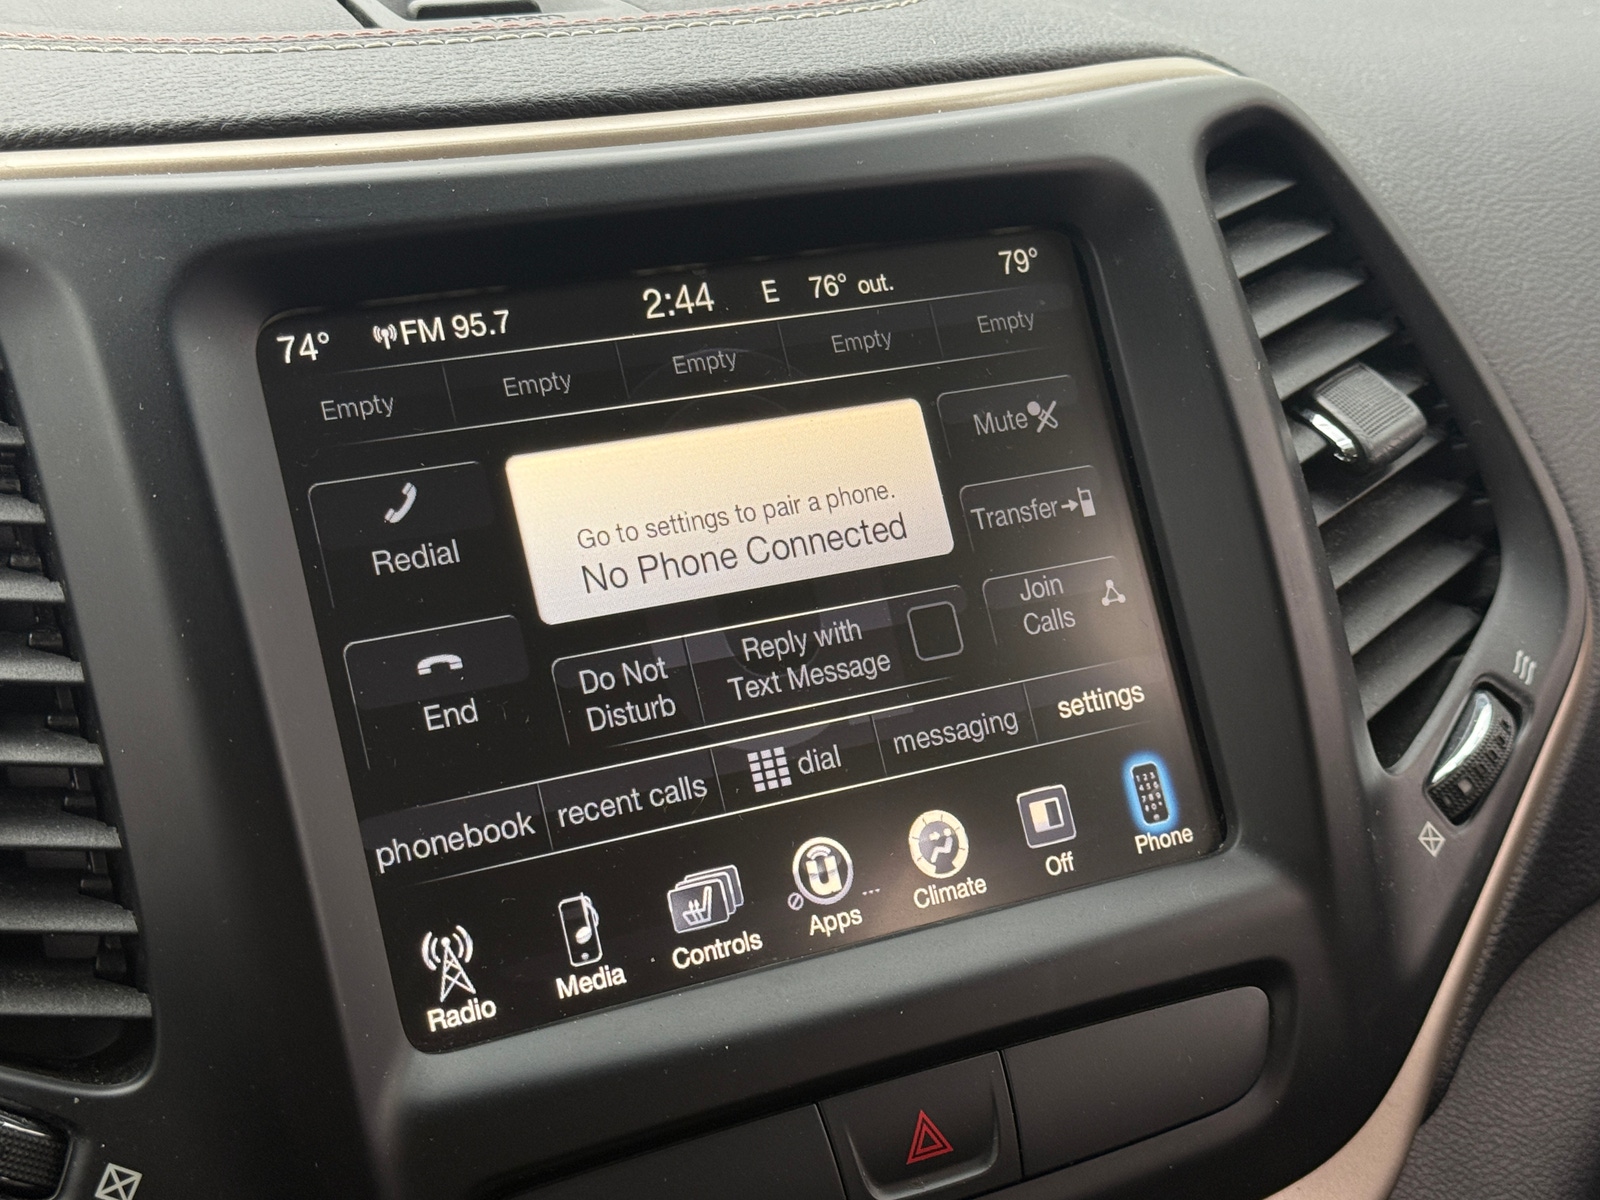 74° FM 95.7 2:44 E 76° out. 79°
Empty Empty Empty Empty Empty
Redial
Go to settings to pair a phone.
No Phone Connected
Mute
Transfer
Join
Calls
End
Do Not
Disturb
Reply with
Text Message
phonebook recent calls dial messaging settings
Radio Media Controls Apps ... Climate Off Phone